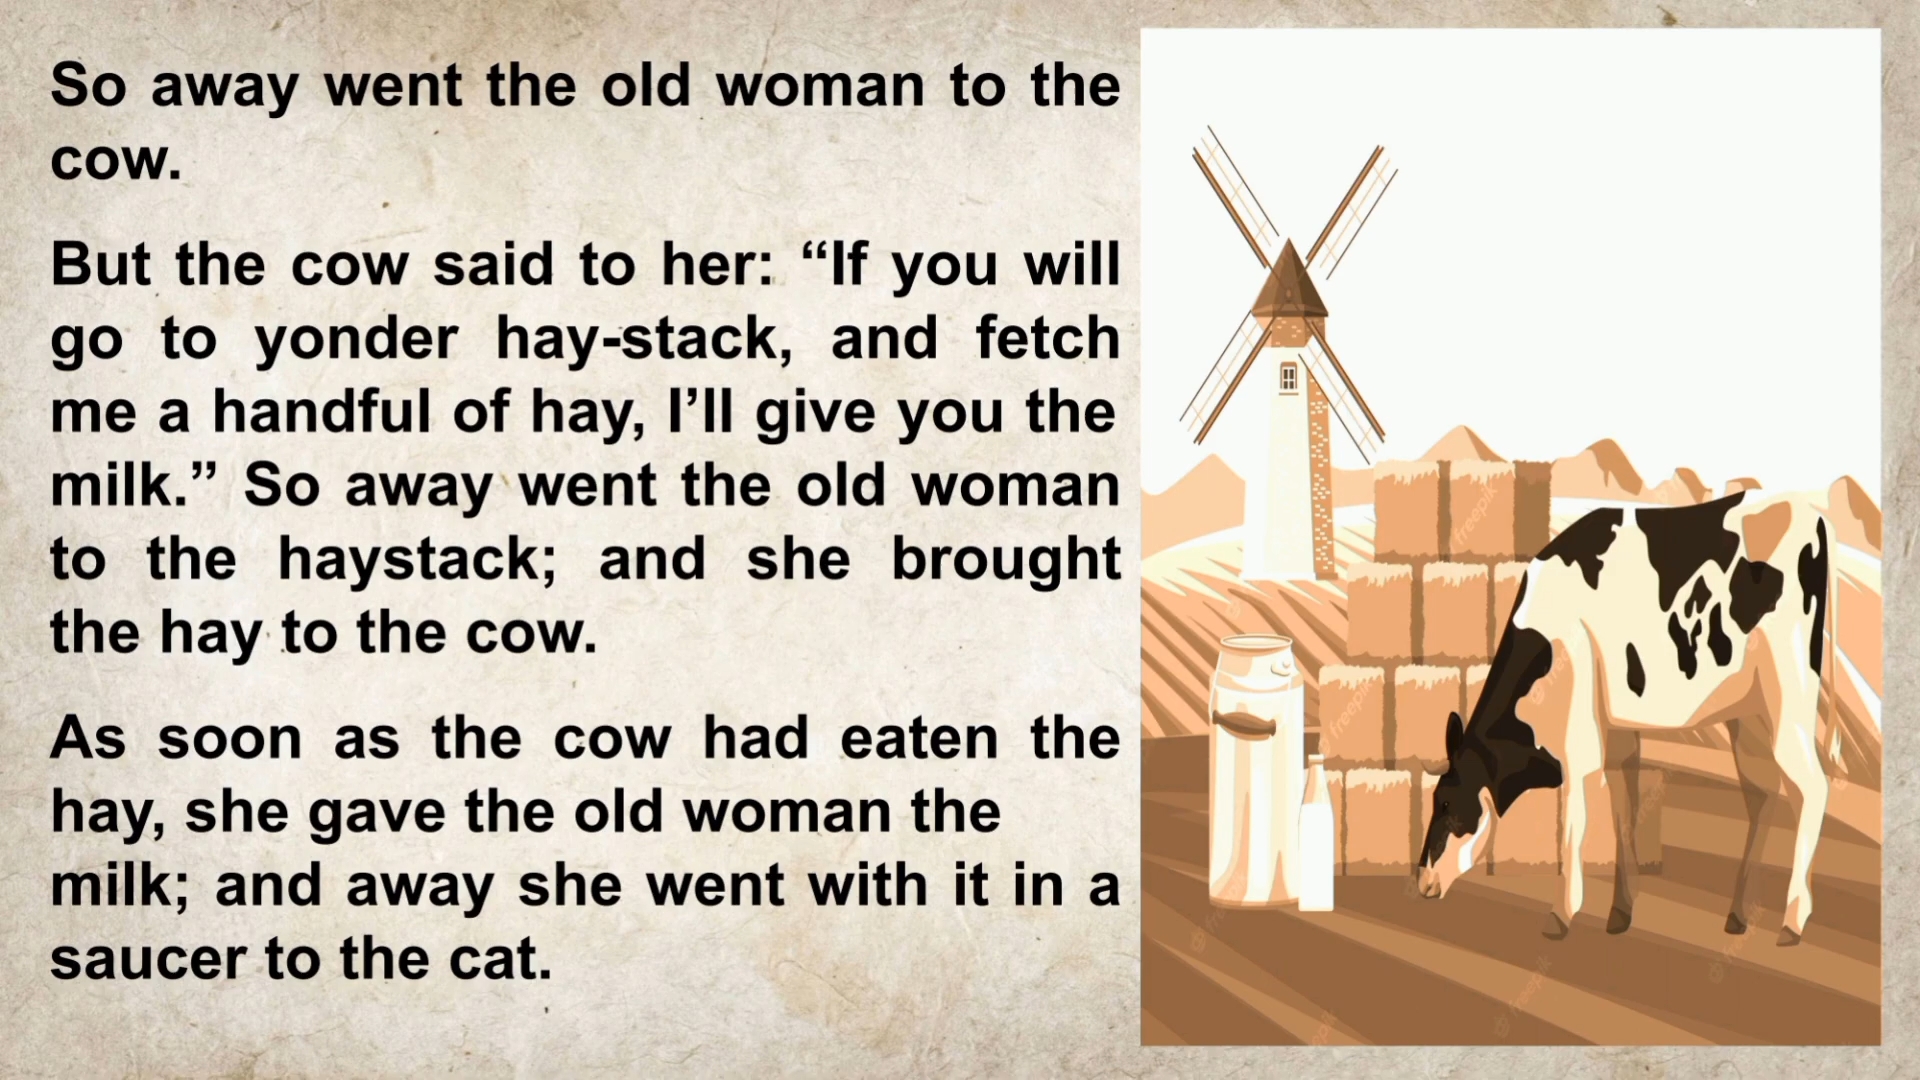 So away went the old woman to the
cow.
But the cow said to her: “If you will
go to yonder hay-stack, and fetch
me a handful of hay, I’ll give you the
milk.” So away went the old woman
to the haystack; and she brought
the hay to the cow.
As soon as the cow had eaten the
hay, she gave the old woman the
milk; and away she went with it in a
saucer to the cat.
freepik
freepik
freepik